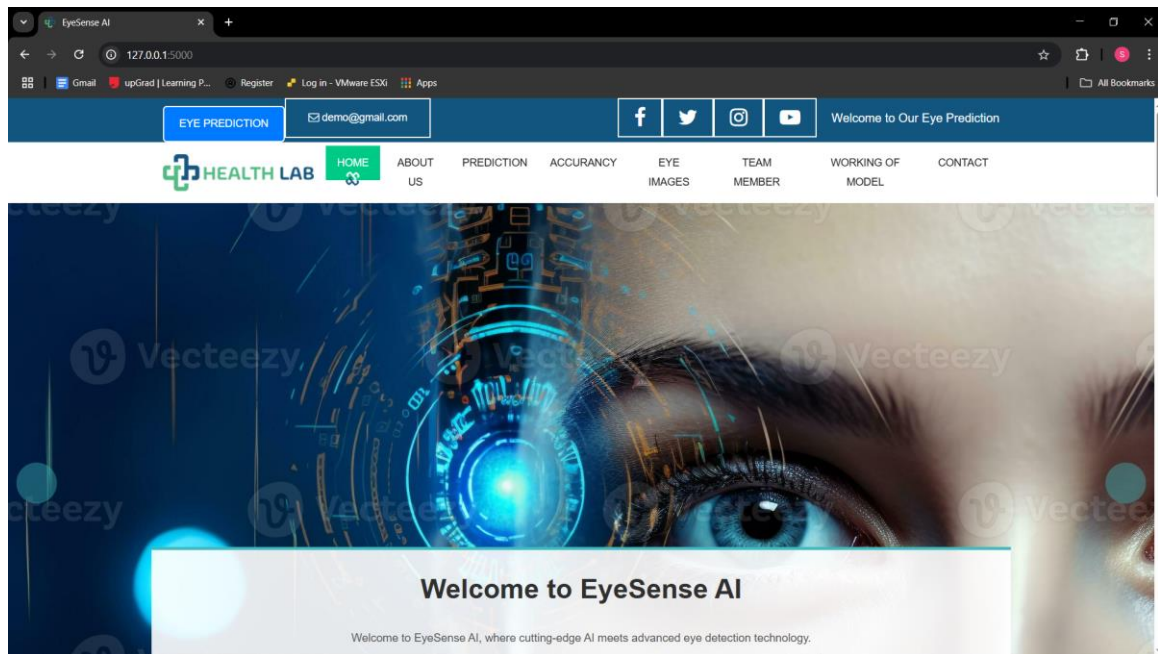 EyeSense AI
127.0.0.1:5000
S
Gmail upGrad | Learning P... Register Log in - VMware ESXi Apps All Bookmarks
EYE PREDICTION demo@gmail.com Welcome to Our Eye Prediction
HEALTH LAB HOME ABOUT US PREDICTION ACCURANCY EYE IMAGES TEAM MEMBER WORKING OF MODEL CONTACT
Vecteezy
Vecteezy
Welcome to EyeSense AI
Welcome to EyeSense AI, where cutting-edge AI meets advanced eye detection technology.